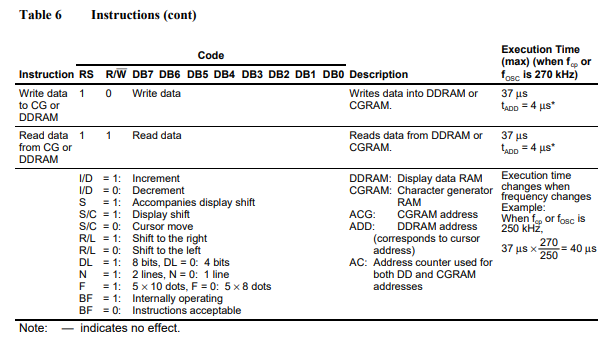 Table 6 Instructions (cont)
Code
Execution Time (max) (when fcp or fOSC is 270 kHz)
Instruction RS R/W̅ DB7 DB6 DB5 DB4 DB3 DB2 DB1 DB0 Description
Write data 1 0 Write data Writes data into DDRAM or 37 µs
to CG or CGRAM. tADD = 4 µs*
DDRAM
Read data 1 1 Read data Reads data from DDRAM or 37 µs
from CG or CGRAM. tADD = 4 µs*
DDRAM
I/D = 1: Increment
I/D = 0: Decrement
S = 1: Accompanies display shift
S/C = 1: Display shift
S/C = 0: Cursor move
R/L = 1: Shift to the right
R/L = 0: Shift to the left
DL = 1: 8 bits, DL = 0: 4 bits
N = 1: 2 lines, N = 0: 1 line
F = 1: 5 × 10 dots, F = 0: 5 × 8 dots
BF = 1: Internally operating
BF = 0: Instructions acceptable
DDRAM: Display data RAM
CGRAM: Character generator
RAM
ACG: CGRAM address
ADD: DDRAM address
(corresponds to cursor
address)
AC: Address counter used for
both DD and CGRAM
addresses
Execution time
changes when
frequency changes
Example:
When fcp or fOSC is
250 kHz,
37 µs × 270/250 = 40 µs
Note: — indicates no effect.